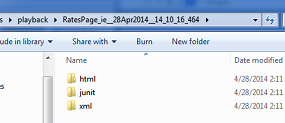 s ▸ playback ▸ RatesPage_ie__28Apr2014__14_10_16_464 ▸
ude in library ▾ Share with ▾ Burn New folder
Name Date modified
html 4/28/2014 2:11
junit 4/28/2014 2:11
xml 4/28/2014 2:11